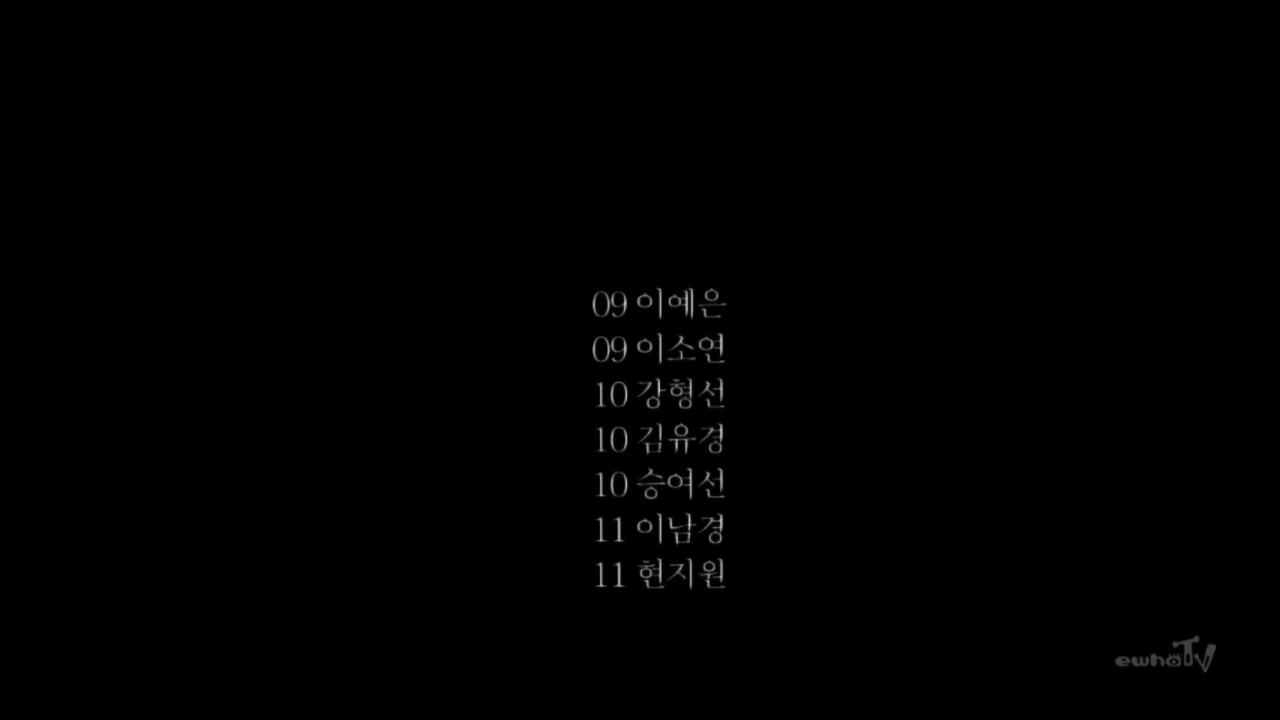 09 이예은
09 이소연
10 강형선
10 김유경
10 승여선
11 이남경
11 현지원
ewhaTV